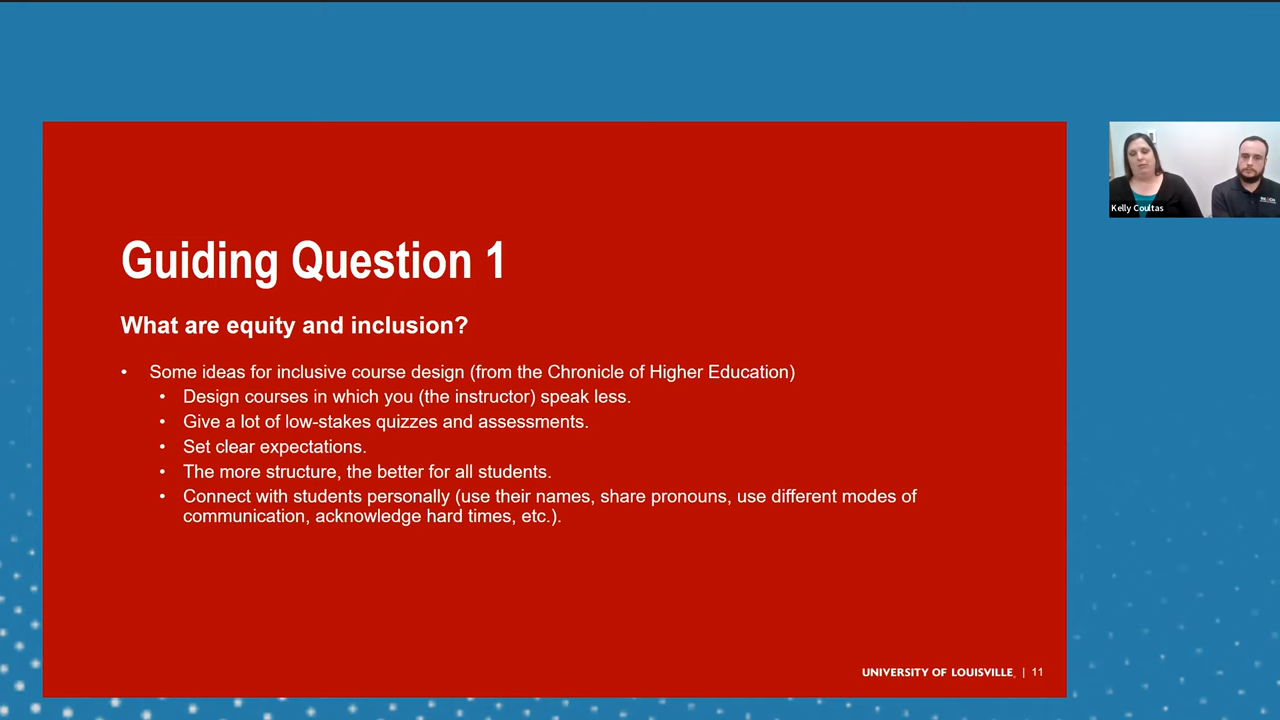 Guiding Question 1
What are equity and inclusion?
• Some ideas for inclusive course design (from the Chronicle of Higher Education)
• Design courses in which you (the instructor) speak less.
• Give a lot of low-stakes quizzes and assessments.
• Set clear expectations.
• The more structure, the better for all students.
• Connect with students personally (use their names, share pronouns, use different modes of
communication, acknowledge hard times, etc.).
UNIVERSITY OF LOUISVILLE. | 11
Kelly Coultas